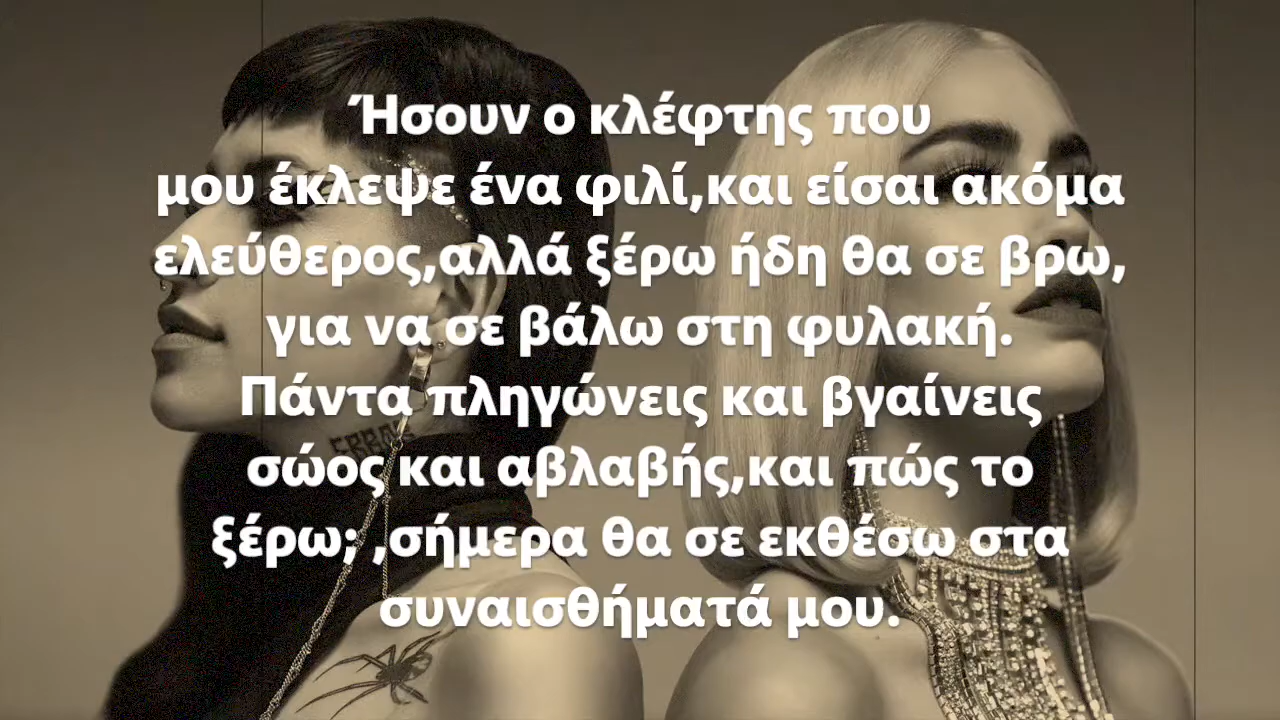 Ήσουν ο κλέφτης που
μου έκλεψε ένα φιλί,και είσαι ακόμα
ελεύθερος,αλλά ξέρω ήδη θα σε βρω,
για να σε βάλω στη φυλακή.
Πάντα πληγώνεις και βγαίνεις
σώος και αβλαβής,και πώς το
ξέρω; ,σήμερα θα σε εκθέσω στα
συναισθήματά μου.